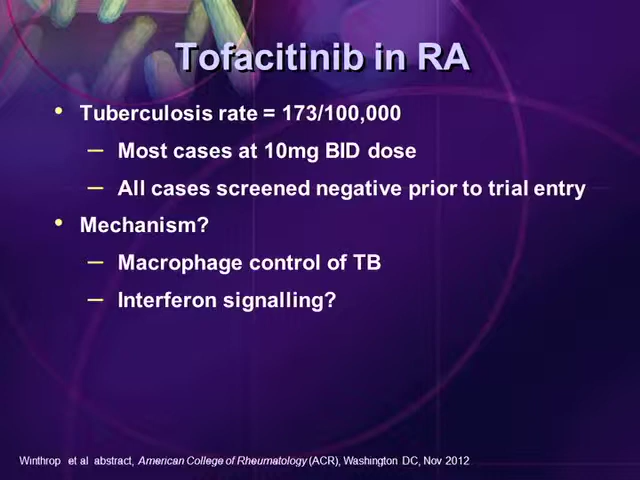 Tofacitinib in RA
• Tuberculosis rate = 173/100,000
– Most cases at 10mg BID dose
– All cases screened negative prior to trial entry
• Mechanism?
– Macrophage control of TB
– Interferon signalling?
Winthrop et al abstract, American College of Rheumatology (ACR), Washington DC, Nov 2012